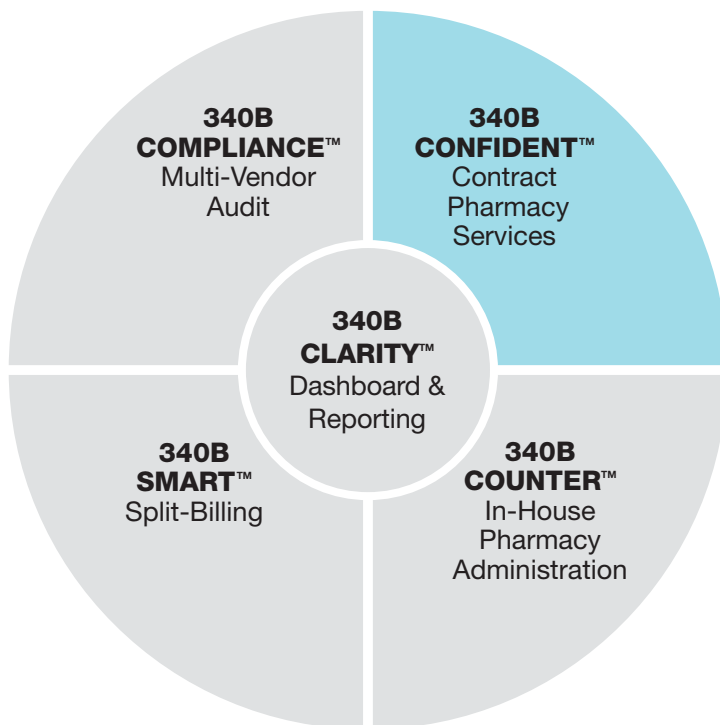 340B
COMPLIANCE™
Multi-Vendor
Audit
340B
CONFIDENT™
Contract
Pharmacy
Services
340B
CLARITY™
Dashboard &
Reporting
340B
SMART™
Split-Billing
340B
COUNTER™
In-House
Pharmacy
Administration